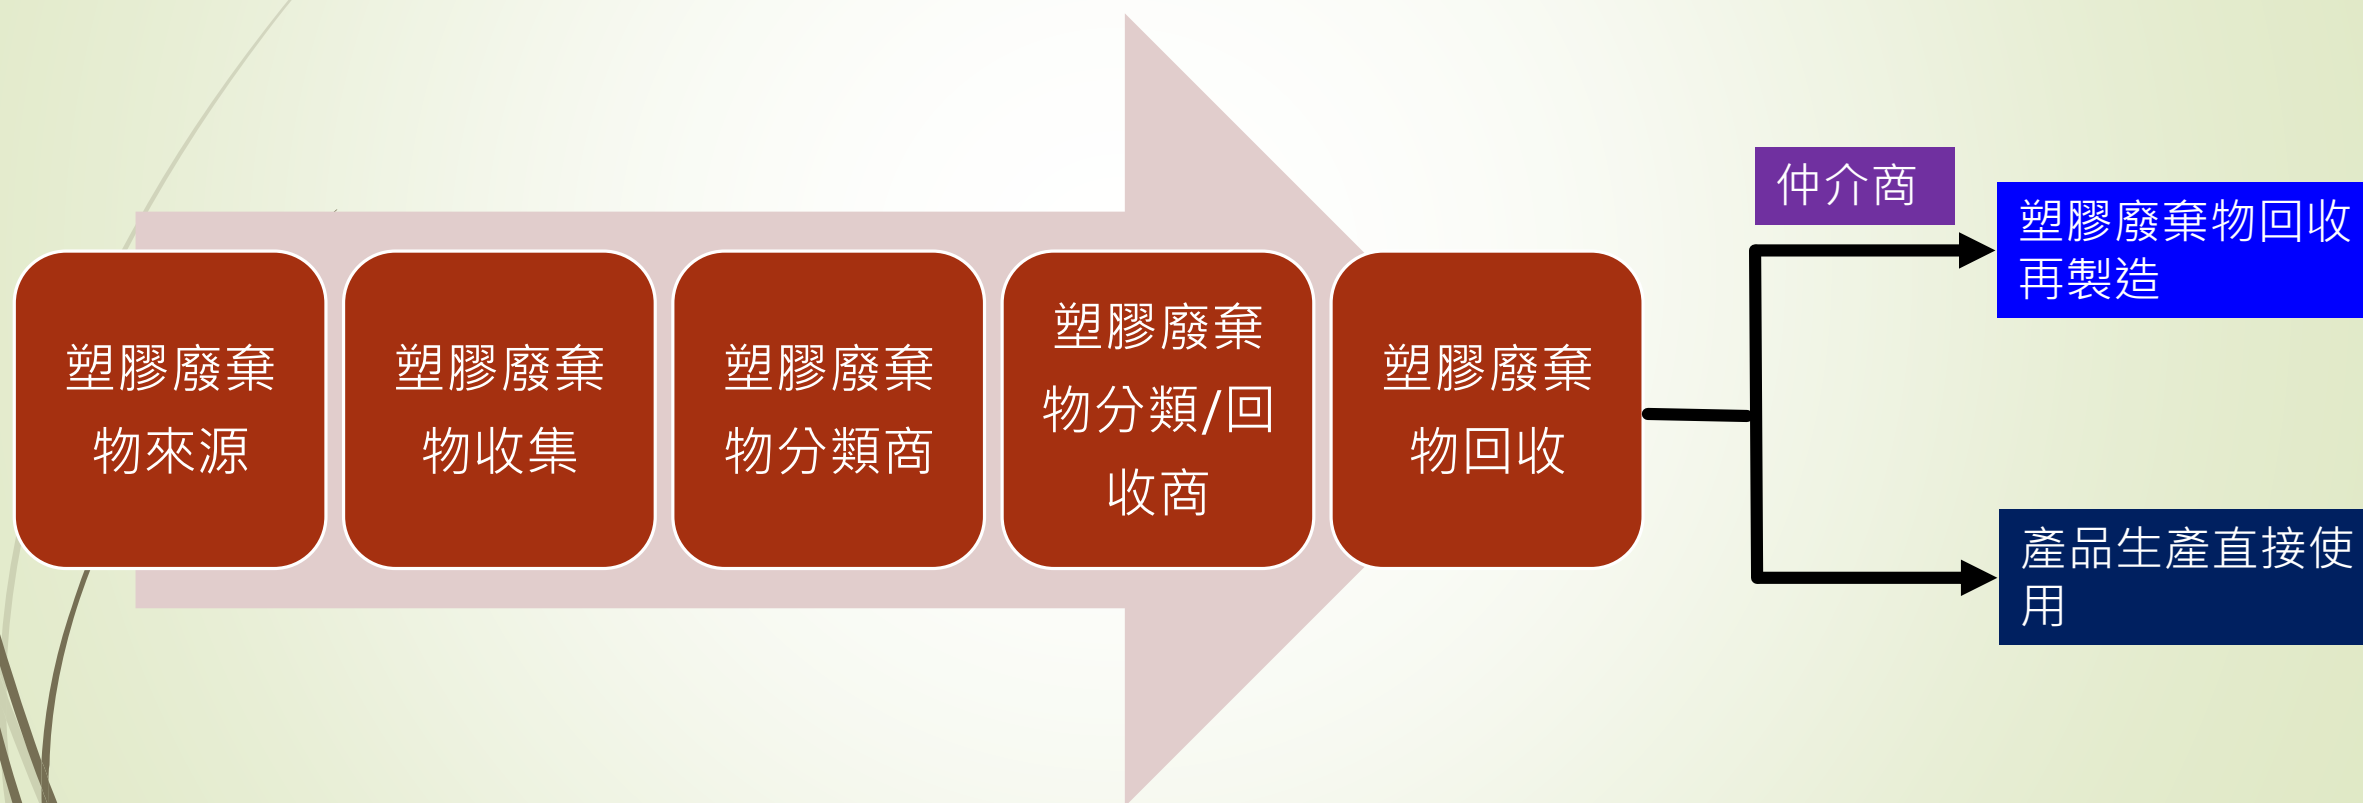 塑膠廢棄
物來源
塑膠廢棄
物收集
塑膠廢棄
物分類商
塑膠廢棄
物分類/回
收商
塑膠廢棄
物回收
仲介商
塑膠廢棄物回收
再製造
產品生產直接使
用